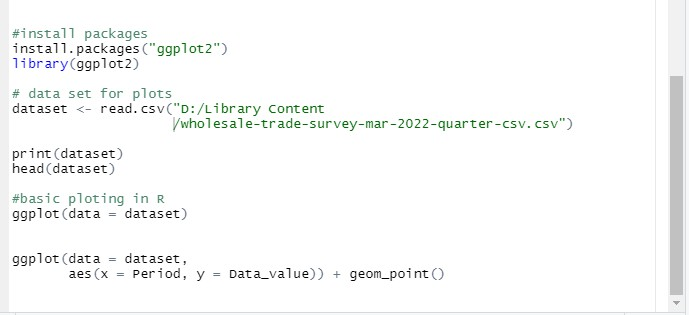 #install packages
install.packages("ggplot2")
library(ggplot2)
# data set for plots
dataset <- read.csv("D:/Library Content
/wholesale-trade-survey-mar-2022-quarter-csv.csv")
print(dataset)
head(dataset)
#basic ploting in R
ggplot(data = dataset)
ggplot(data = dataset,
aes(x = Period, y = Data_value)) + geom_point()